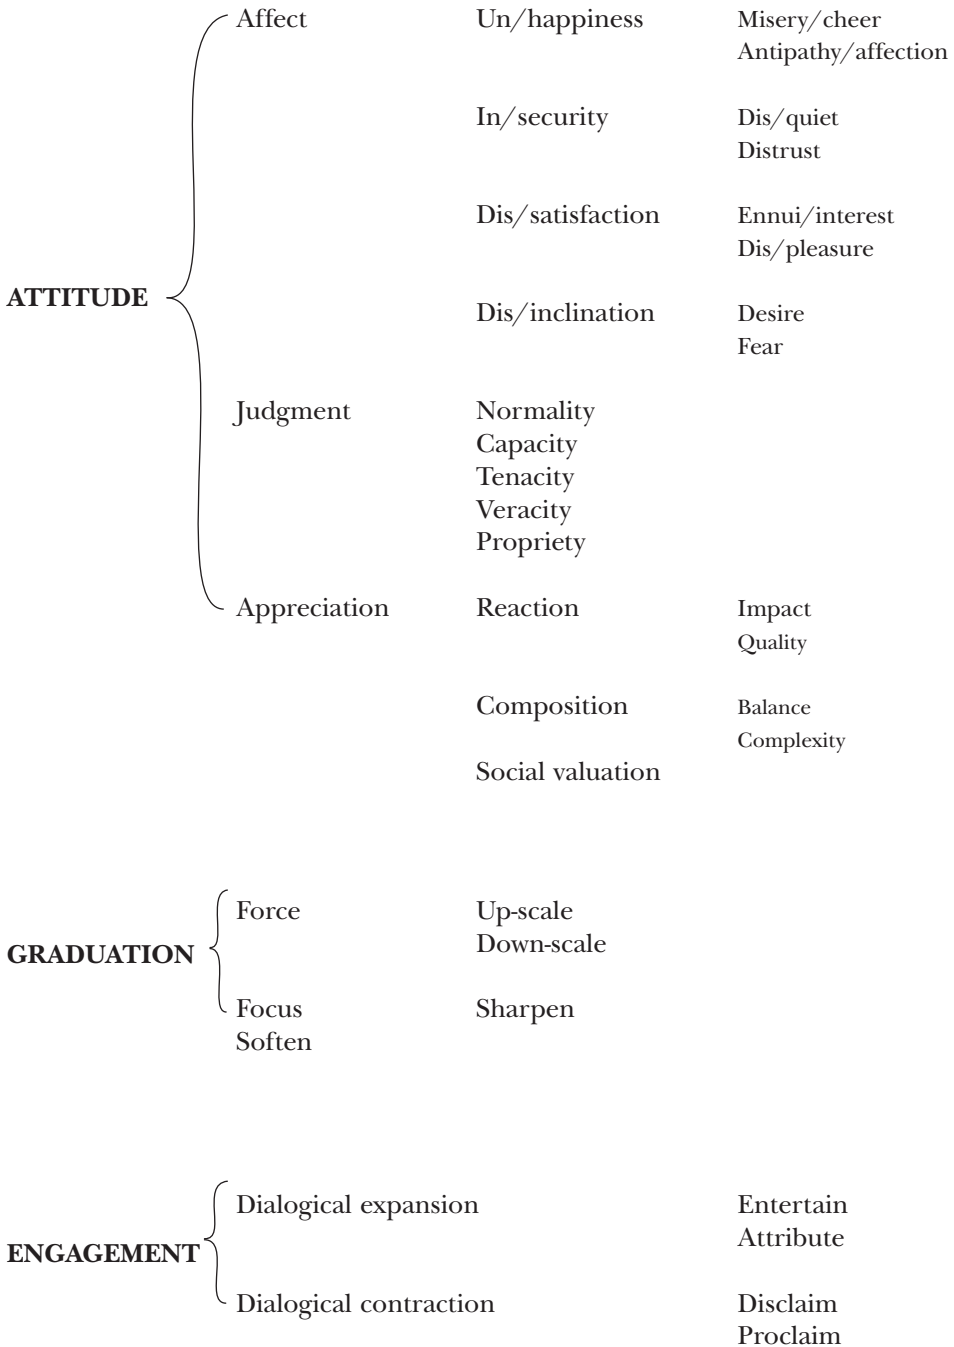 Affect Un/happiness Misery/cheer
Antipathy/affection
In/security Dis/quiet
Distrust
Dis/satisfaction Ennui/interest
Dis/pleasure
ATTITUDE
Dis/inclination Desire
Fear
Judgment Normality
Capacity
Tenacity
Veracity
Propriety
Appreciation Reaction Impact
Quality
Composition Balance
Complexity
Social valuation
Force Up-scale
Down-scale
GRADUATION
Focus Sharpen
Soften
Dialogical expansion Entertain
Attribute
ENGAGEMENT
Dialogical contraction Disclaim
Proclaim